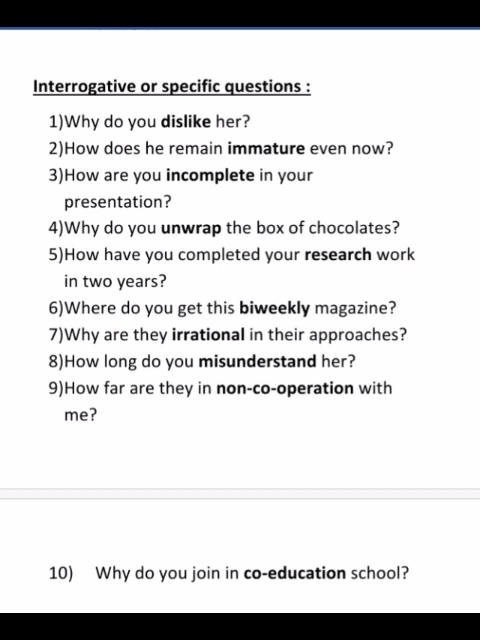 Interrogative or specific questions :
1)Why do you dislike her?
2)How does he remain immature even now?
3)How are you incomplete in your
presentation?
4)Why do you unwrap the box of chocolates?
5)How have you completed your research work
in two years?
6)Where do you get this biweekly magazine?
7)Why are they irrational in their approaches?
8)How long do you misunderstand her?
9)How far are they in non-co-operation with
me?
10) Why do you join in co-education school?